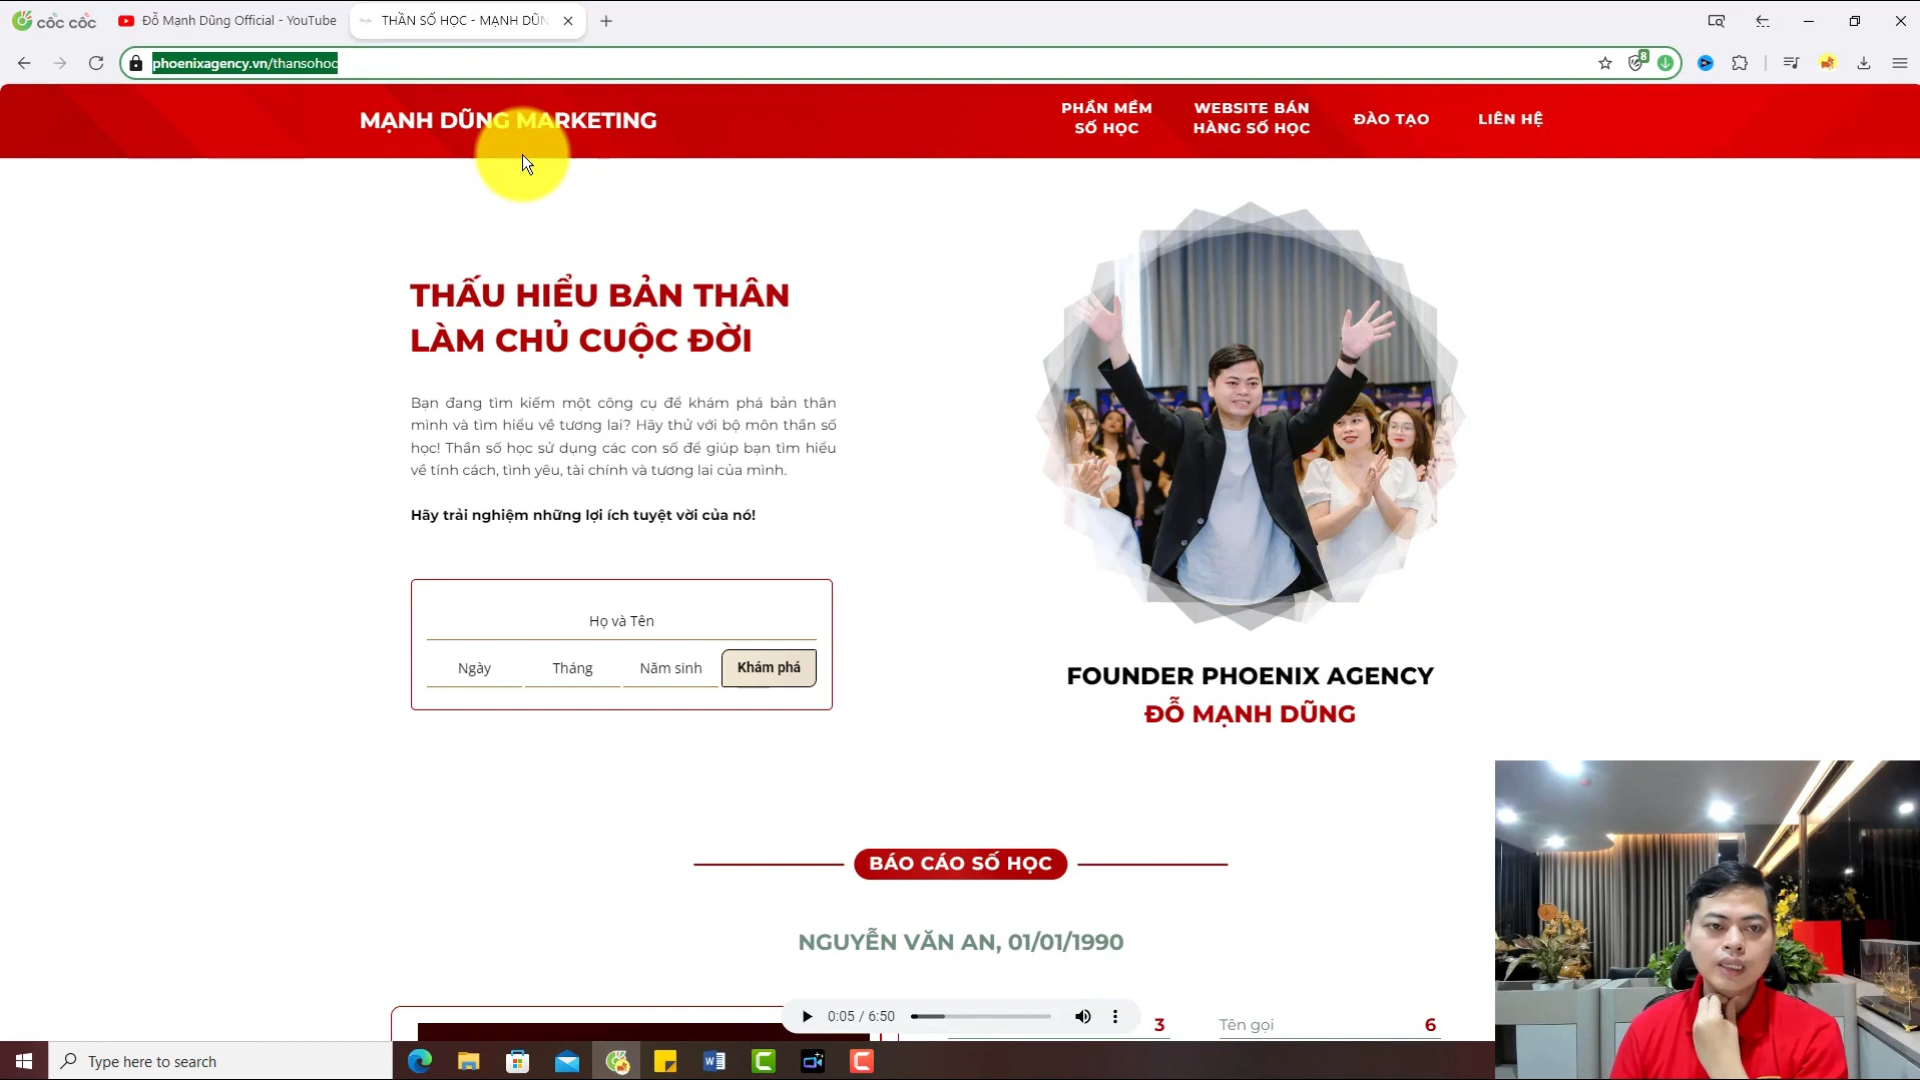 cốc cốc
Đỗ Mạnh Dũng Official - YouTube
THẦN SỐ HỌC - MẠNH DŨN
phoenixagency.vn/thansohoc
8
MẠNH DŨNG MARKETING
PHẦN MỀM
SỐ HỌC
WEBSITE BÁN
HÀNG SỐ HỌC
ĐÀO TẠO
LIÊN HỆ
THẤU HIỂU BẢN THÂN
LÀM CHỦ CUỘC ĐỜI
Bạn đang tìm kiếm một công cụ để khám phá bản thân
mình và tìm hiểu về tương lai? Hãy thử với bộ môn thần số
học! Thần số học sử dụng các con số để giúp bạn tìm hiểu
về tính cách, tình yêu, tài chính và tương lai của mình.
Hãy trải nghiệm những lợi ích tuyệt vời của nó!
Họ và Tên
Ngày
Tháng
Năm sinh
Khám phá
FOUNDER PHOENIX AGENCY
ĐỖ MẠNH DŨNG
BÁO CÁO SỐ HỌC
NGUYỄN VĂN AN, 01/01/1990
0:05 / 6:50
3
Tên gọi
6
Type here to search